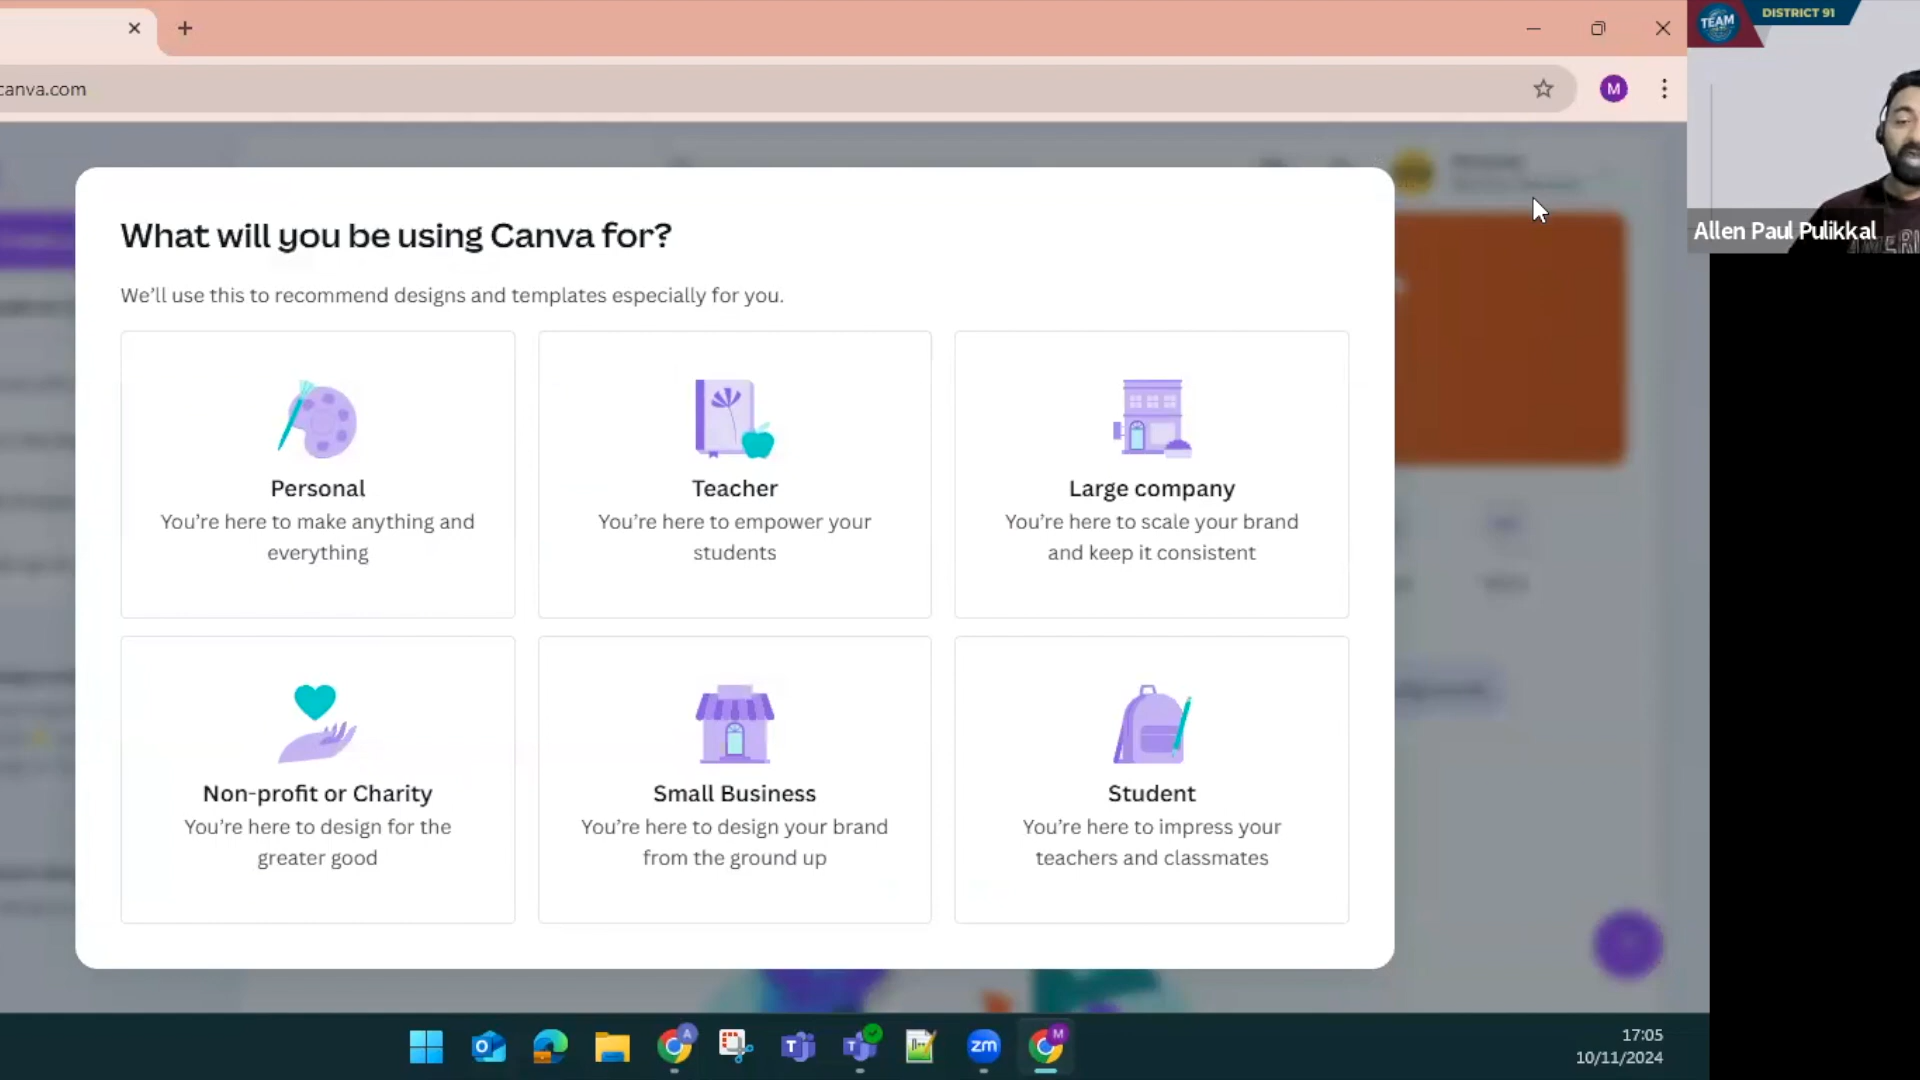 canva.com
M
TEAM
DISTRICT 91
Allen Paul Pulikkal
What will you be using Canva for?
We’ll use this to recommend designs and templates especially for you.
Personal
You’re here to make anything and
everything
Teacher
You’re here to empower your
students
Large company
You’re here to scale your brand
and keep it consistent
Non-profit or Charity
You’re here to design for the
greater good
Small Business
You’re here to design your brand
from the ground up
Student
You’re here to impress your
teachers and classmates
A
zm
M
17:05
10/11/2024